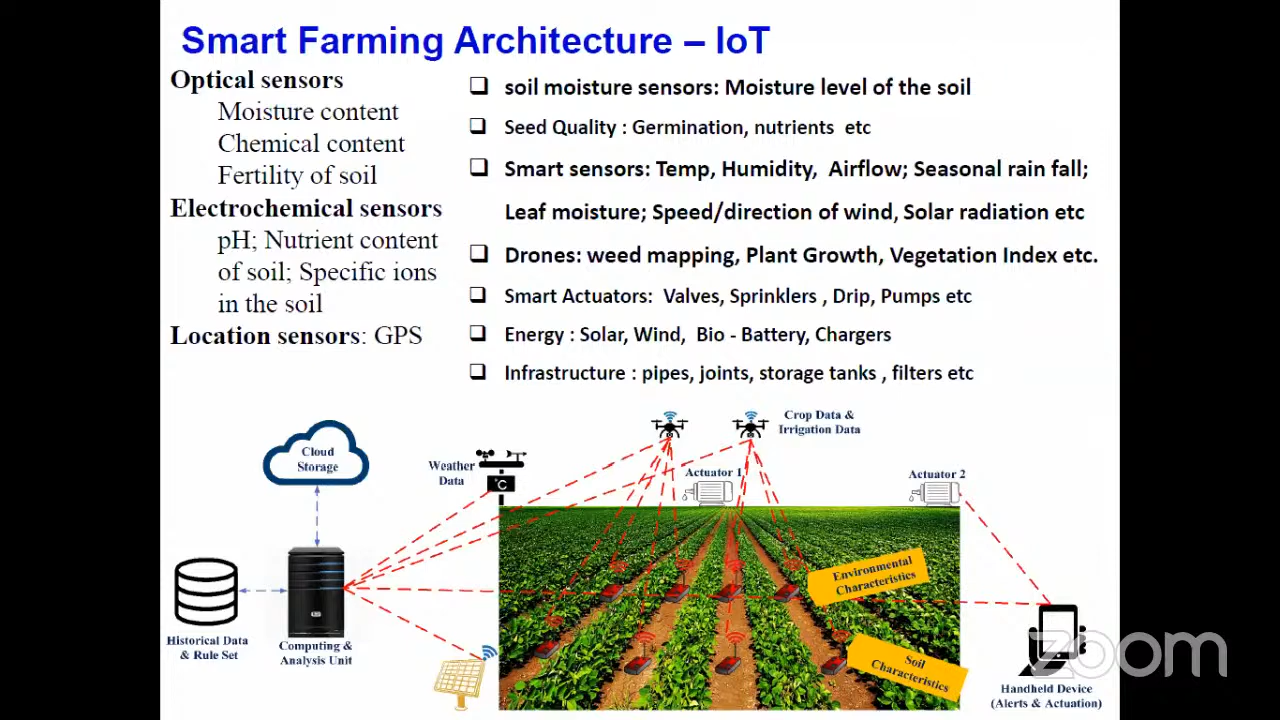 Smart Farming Architecture – IoT
Optical sensors
Moisture content
Chemical content
Fertility of soil
Electrochemical sensors
pH; Nutrient content
of soil; Specific ions
in the soil
Location sensors: GPS
soil moisture sensors: Moisture level of the soil
Seed Quality : Germination, nutrients etc
Smart sensors: Temp, Humidity, Airflow; Seasonal rain fall;
Leaf moisture; Speed/direction of wind, Solar radiation etc
Drones: weed mapping, Plant Growth, Vegetation Index etc.
Smart Actuators: Valves, Sprinklers , Drip, Pumps etc
Energy : Solar, Wind, Bio - Battery, Chargers
Infrastructure : pipes, joints, storage tanks , filters etc
Crop Data &
Irrigation Data
Cloud
Storage
Weather
Data
°C
Actuator 1
Actuator 2
Environmental
Characteristics
Historical Data
& Rule Set
Computing &
Analysis Unit
Soil
Characteristics
zoom
Handheld Device
(Alerts & Actuation)